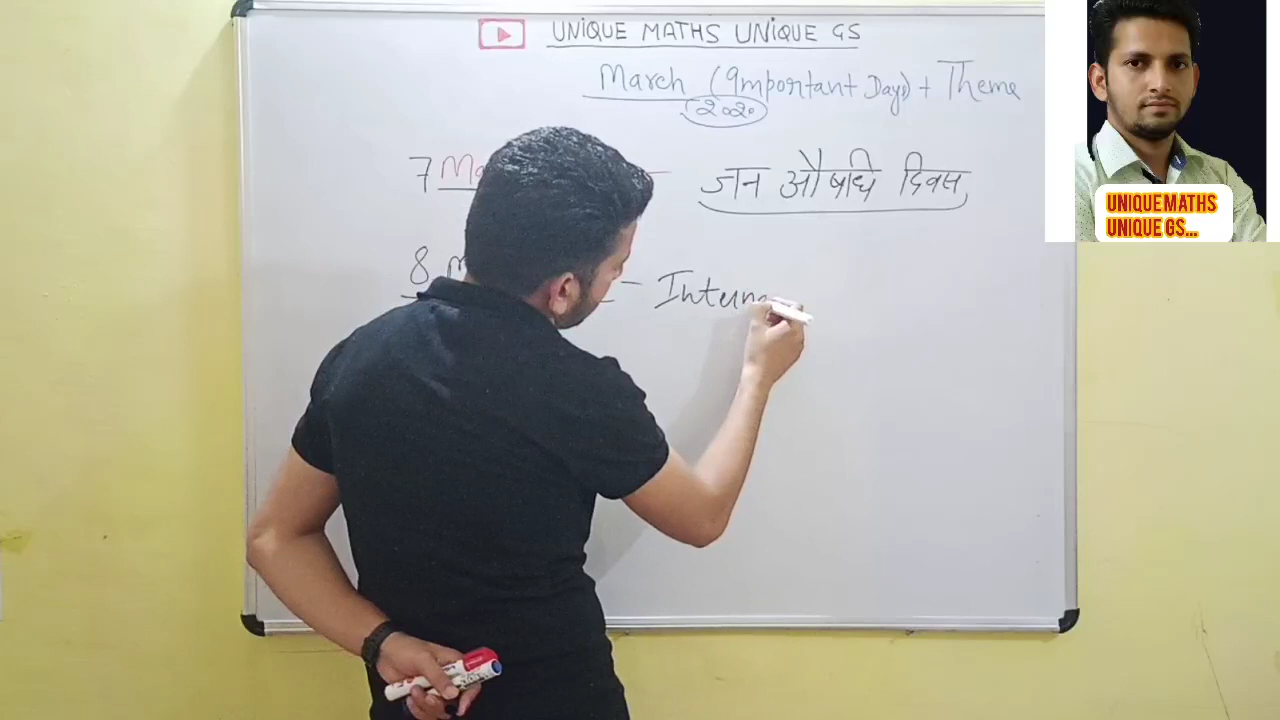 UNIQUE MATHS UNIQUE GS
March (Important Days) + Theme
2020
7 जन औषधि दिवस
8 - Intern
UNIQUE MATHS
UNIQUE GS...